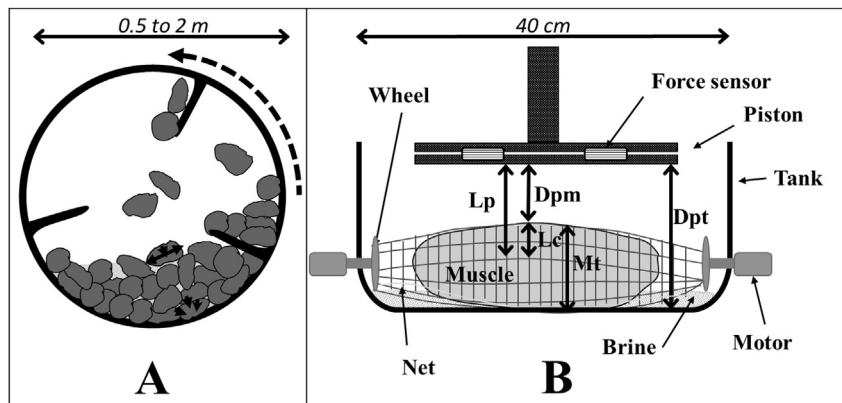 0.5 to 2 m
A
40 cm
Force sensor
Wheel
Piston
Tank
Lp
Dpm
Dpt
Lc
Mt
Muscle
Net
Brine
Motor
B